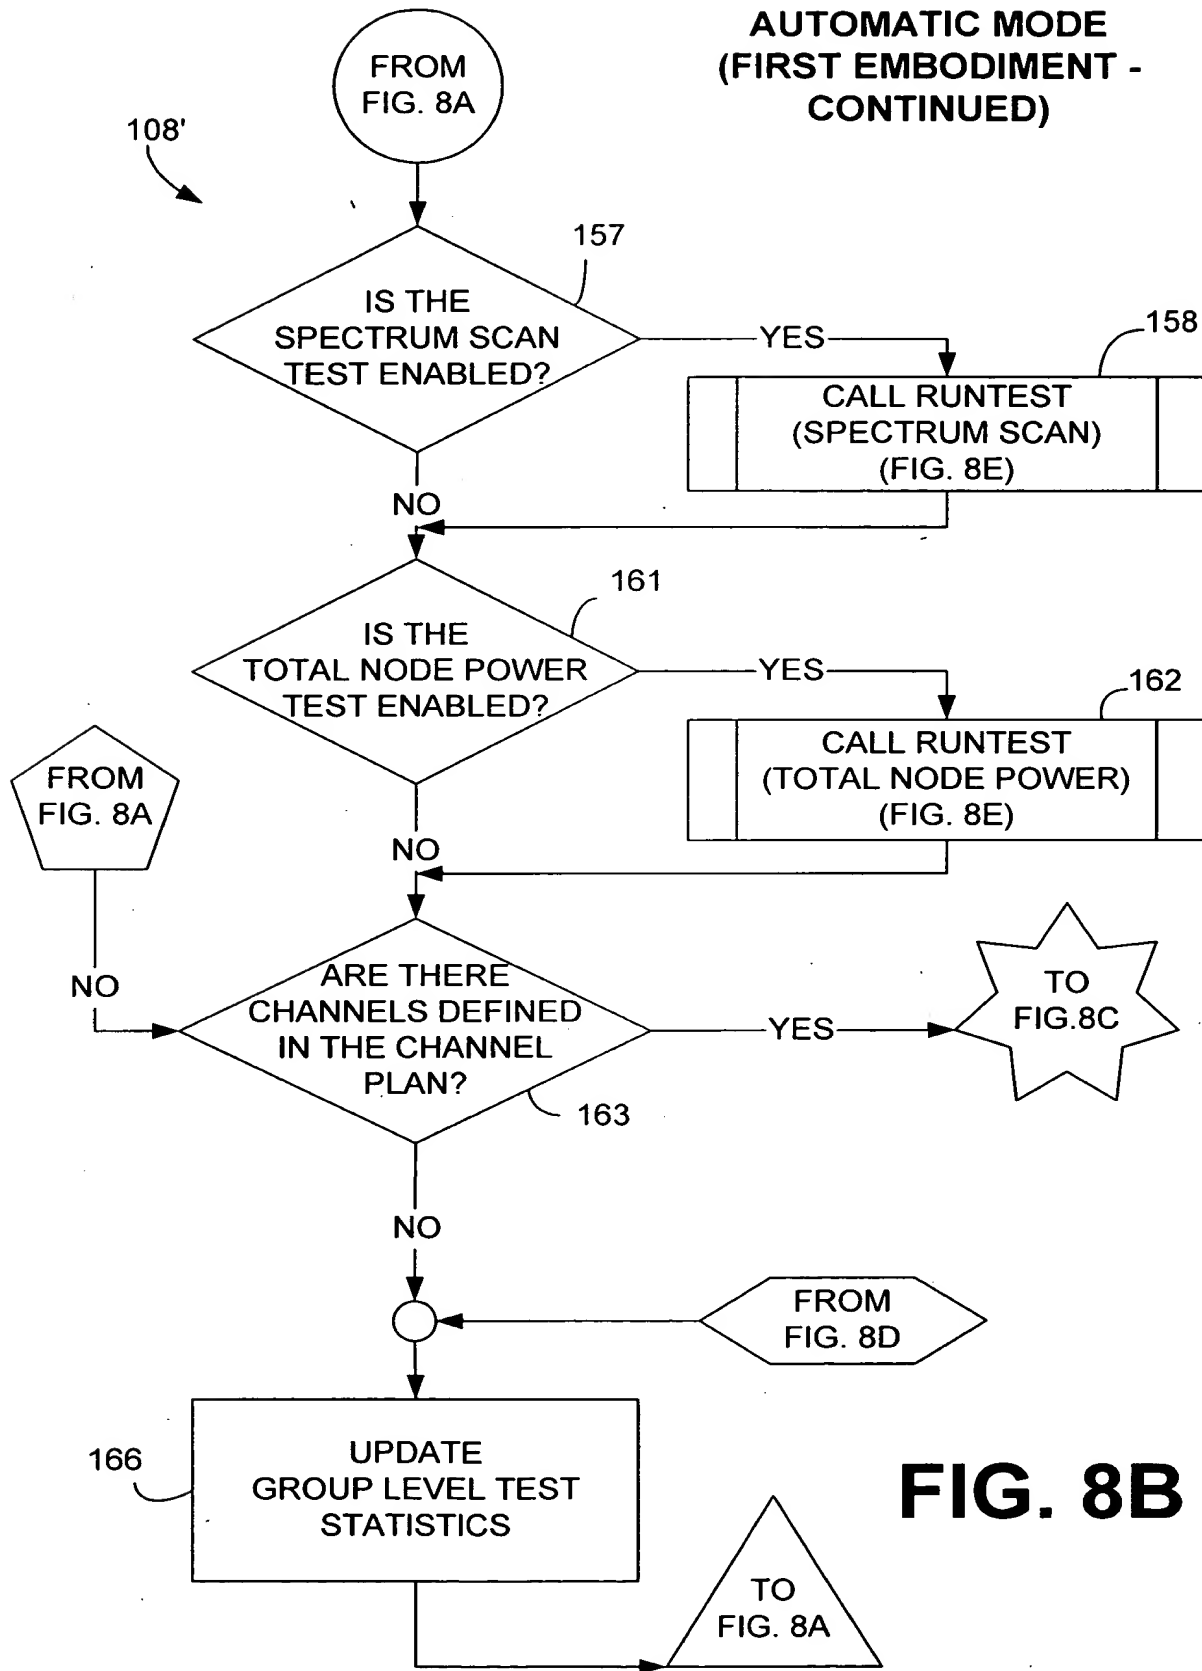 AUTOMATIC MODE
(FIRST EMBODIMENT -
CONTINUED)
FROM
FIG. 8A
108'
157
IS THE
SPECTRUM SCAN
TEST ENABLED?
YES
158
CALL RUNTEST
(SPECTRUM SCAN)
(FIG. 8E)
NO
161
IS THE
TOTAL NODE POWER
TEST ENABLED?
YES
162
CALL RUNTEST
(TOTAL NODE POWER)
(FIG. 8E)
FROM
FIG. 8A
NO
NO
ARE THERE
CHANNELS DEFINED
IN THE CHANNEL
PLAN?
YES
TO
FIG.8C
163
NO
FROM
FIG. 8D
166
UPDATE
GROUP LEVEL TEST
STATISTICS
FIG. 8B
TO
FIG. 8A